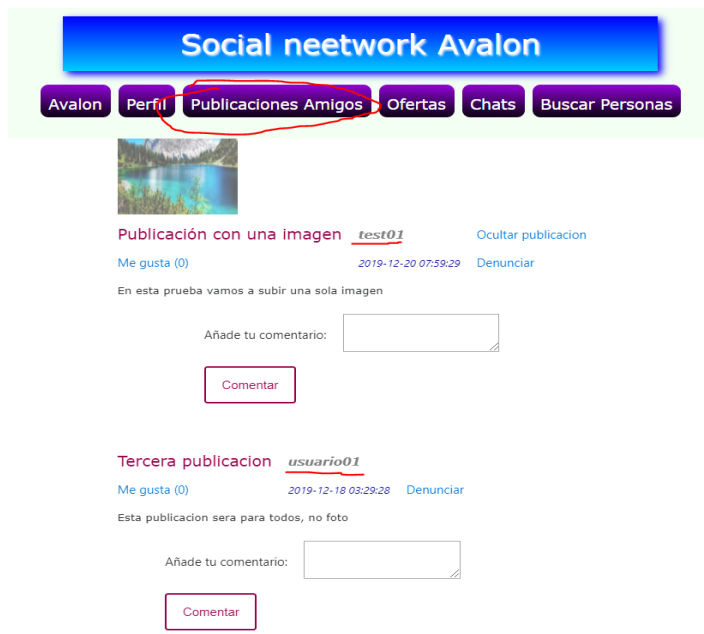 Social neetwork Avalon
Avalon Perfil Publicaciones Amigos Ofertas Chats Buscar Personas
Publicación con una imagen test01 Ocultar publicacion
Me gusta (0) 2019-12-20 07:59:29 Denunciar
En esta prueba vamos a subir una sola imagen
Añade tu comentario:
Comentar
Tercera publicacion usuario01
Me gusta (0) 2019-12-18 03:29:28 Denunciar
Esta publicacion sera para todos, no foto
Añade tu comentario:
Comentar